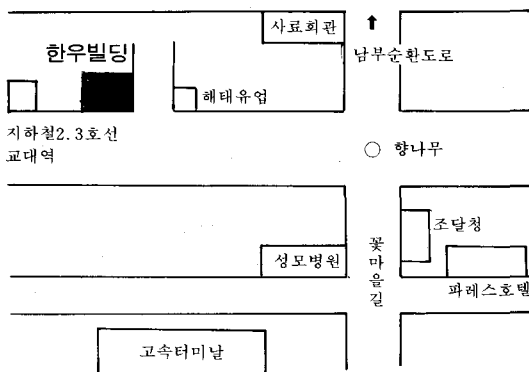 사료회관
한우빌딩
남부순환도로
해태유업
지하철2.3호선
교대역
향나무
꽃마을길
조달청
성모병원
파레스호텔
고속터미날